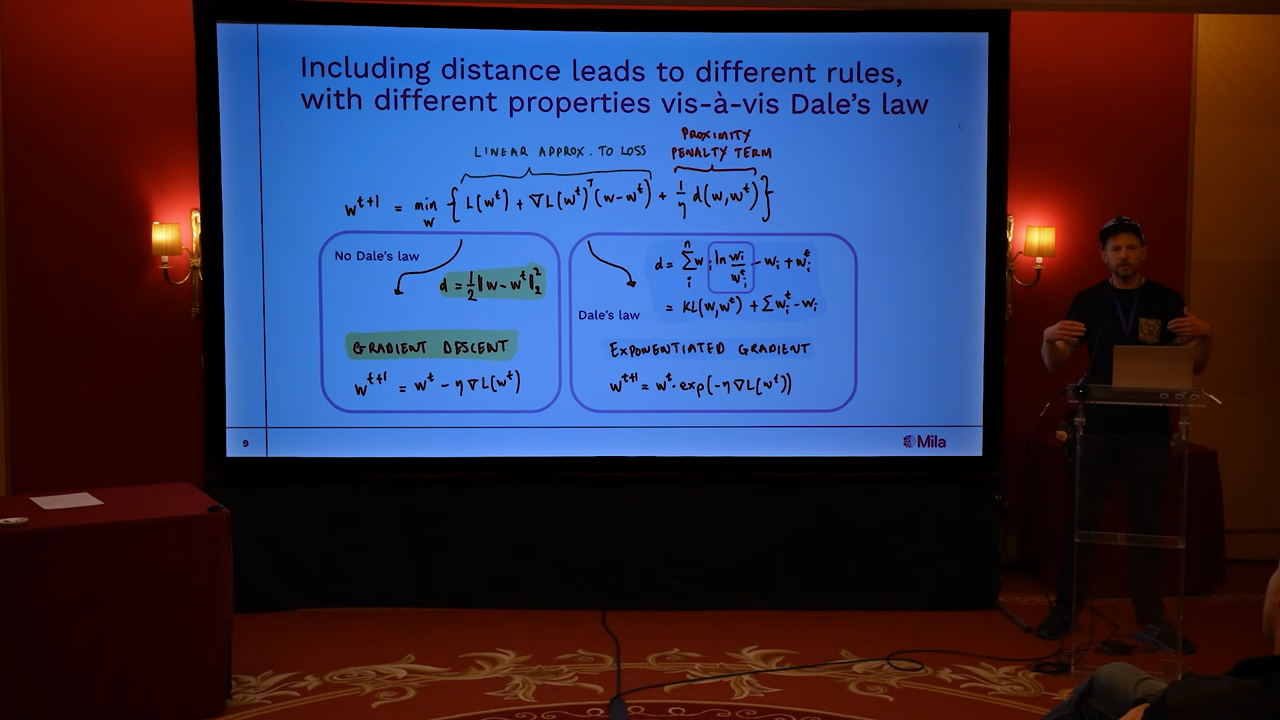 Including distance leads to different rules,
with different properties vis-à-vis Dale's law
LINEAR APPROX. TO LOSS
PROXIMITY
PENALTY TERM
w^{t+1} = min_w { L(w^t) + ∇L(w^t)^T (w-w^t) + 1/η d(w,w^t) }
No Dale's law
d = 1/2 ‖w - w^t‖_2^2
GRADIENT DESCENT
w^{t+1} = w^t - η∇L(w^t)
d = Σ_i^n w_i ln w_i/w_i^t - w_i + w_i^t
= KL(w,w^t) + Σ w_i^t - w_i
Dale's law
EXPONENTIATED GRADIENT
w^{t+1} = w^t · exp(-η∇L(w^t))
9
Mila